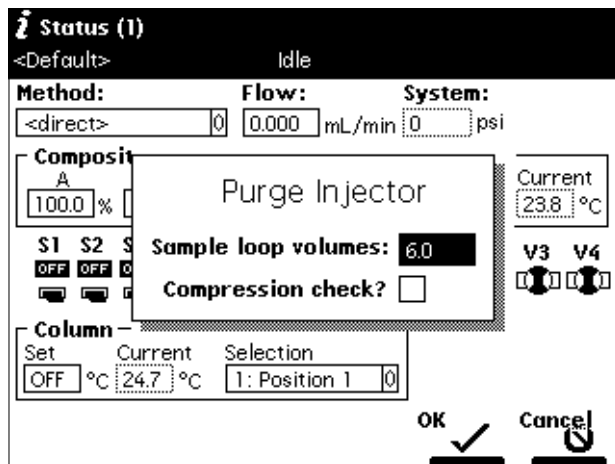 i Status (1)
<Default> Idle
Method: Flow: System:
<direct> 0 0.000 mL/min 0 psi
Composit
A Current
100.0 % 23.8 °C
Purge Injector
Sample loop volumes: 6.0
Compression check?
S1 S2 S V3 V4
OFF OFF
Column
Set Current Selection
OFF °C 24.7 °C 1: Position 1 0
OK Cancel